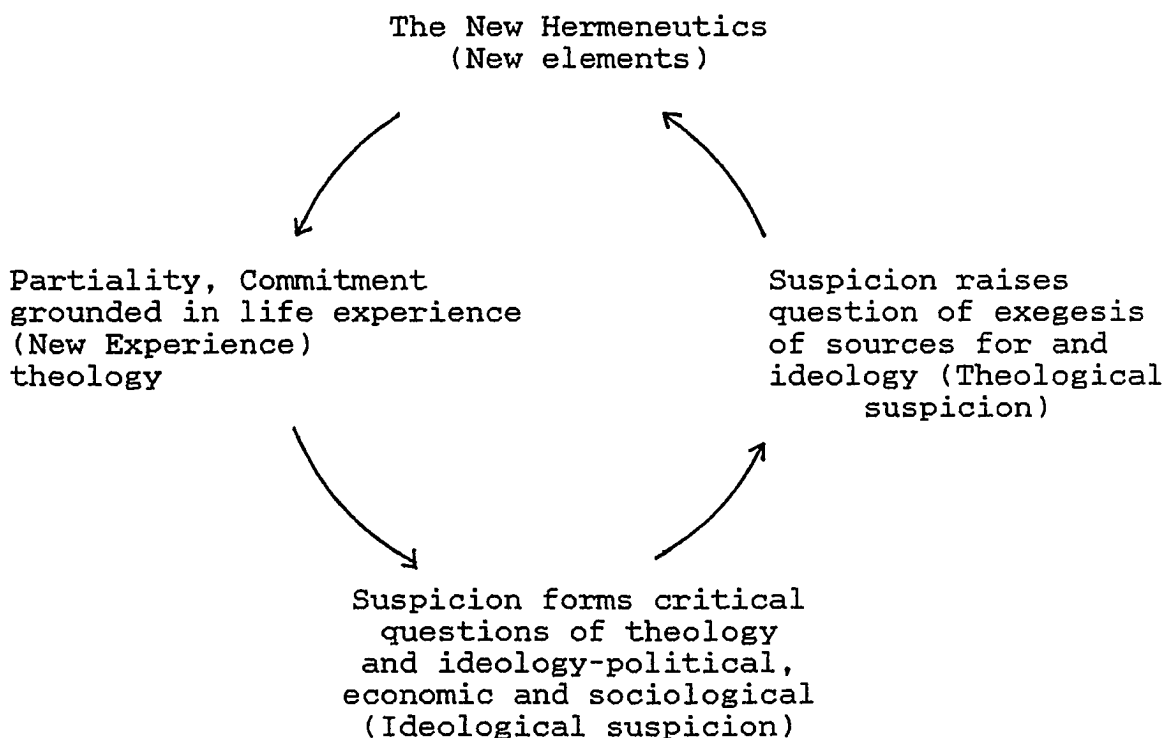 The New Hermeneutics
(New elements)
Partiality, Commitment
grounded in life experience
(New Experience)
theology
Suspicion raises
question of exegesis
of sources for and
ideology (Theological
suspicion)
Suspicion forms critical
questions of theology
and ideology-political,
economic and sociological
(Ideological suspicion)